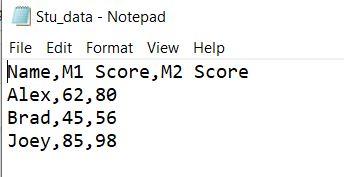 Stu_data - Notepad
File Edit Format View Help
Name,M1 Score,M2 Score
Alex,62,80
Brad,45,56
Joey,85,98